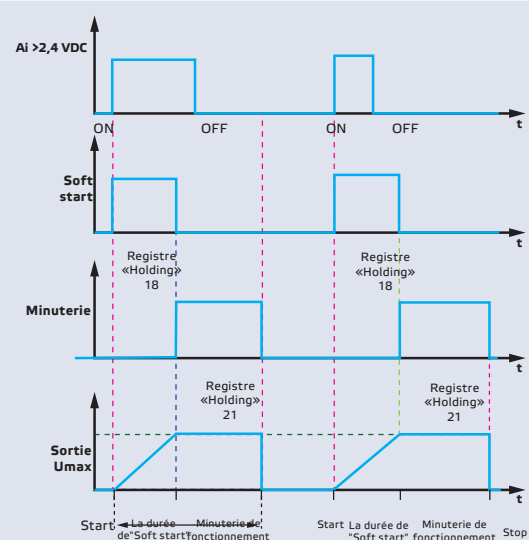 Ai >2,4 VDC
t
ON OFF ON OFF
Soft
start
t
Registre
«Holding»
18
Registre
«Holding»
18
Minuterie
t
Registre
«Holding»
21
Registre
«Holding»
21
Sortie
Umax
t
Start
La durée
de"Soft start"
Minuterie de
fonctionnement
Start
La durée de
"Soft start"
Minuterie de
fonctionnement
Stop